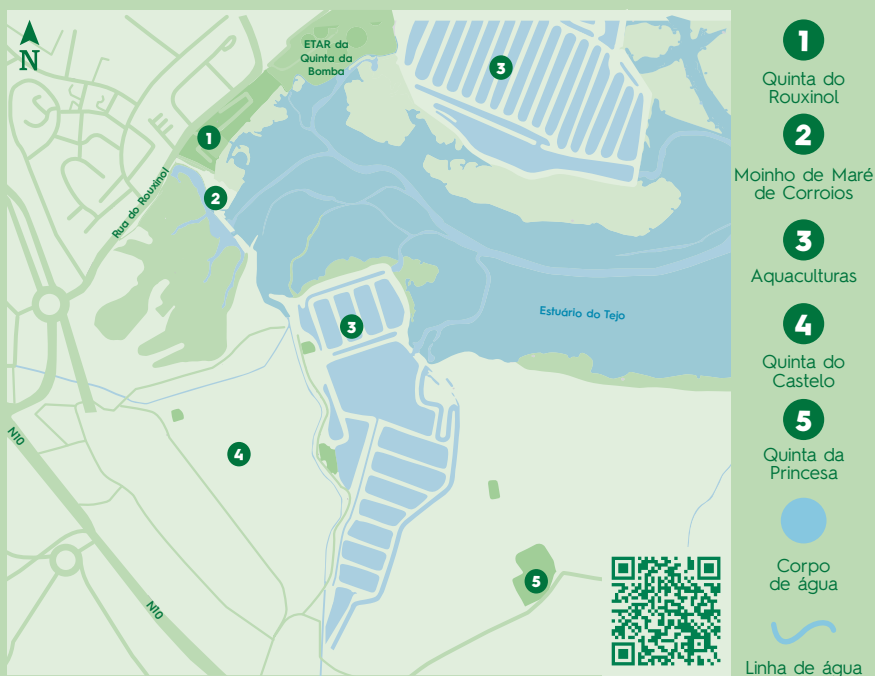 N
ETAR da
Quinta da
Bomba
3
1
2
Rua do Rouxinol
Estuário do Tejo
3
4
N10
N10
5
1
Quinta do
Rouxinol
2
Moinho de Maré
de Corroios
3
Aquaculturas
4
Quinta do
Castelo
5
Quinta da
Princesa
Corpo
de água
Linha de água